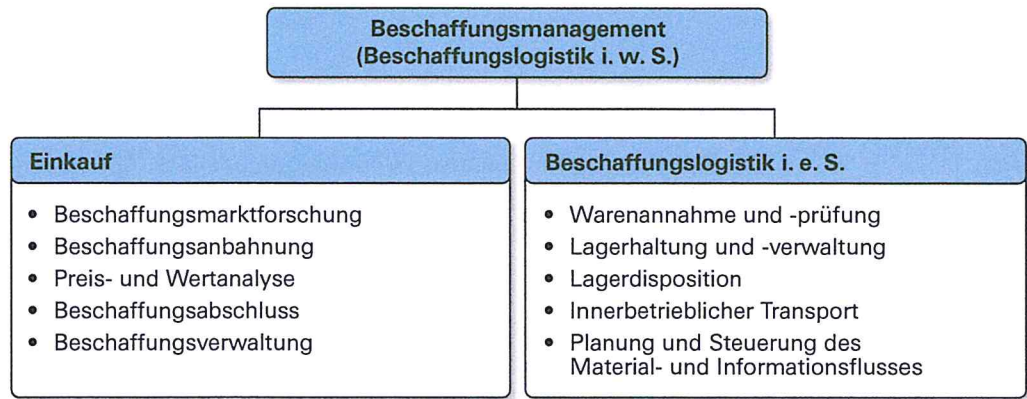 Beschaffungsmanagement
(Beschaffungslogistik i. w. S.)
Einkauf
• Beschaffungsmarktforschung
• Beschaffungsanbahnung
• Preis- und Wertanalyse
• Beschaffungsabschluss
• Beschaffungsverwaltung
Beschaffungslogistik i. e. S.
• Warenannahme und -prüfung
• Lagerhaltung und -verwaltung
• Lagerdisposition
• Innerbetrieblicher Transport
• Planung und Steuerung des
Material- und Informationsflusses